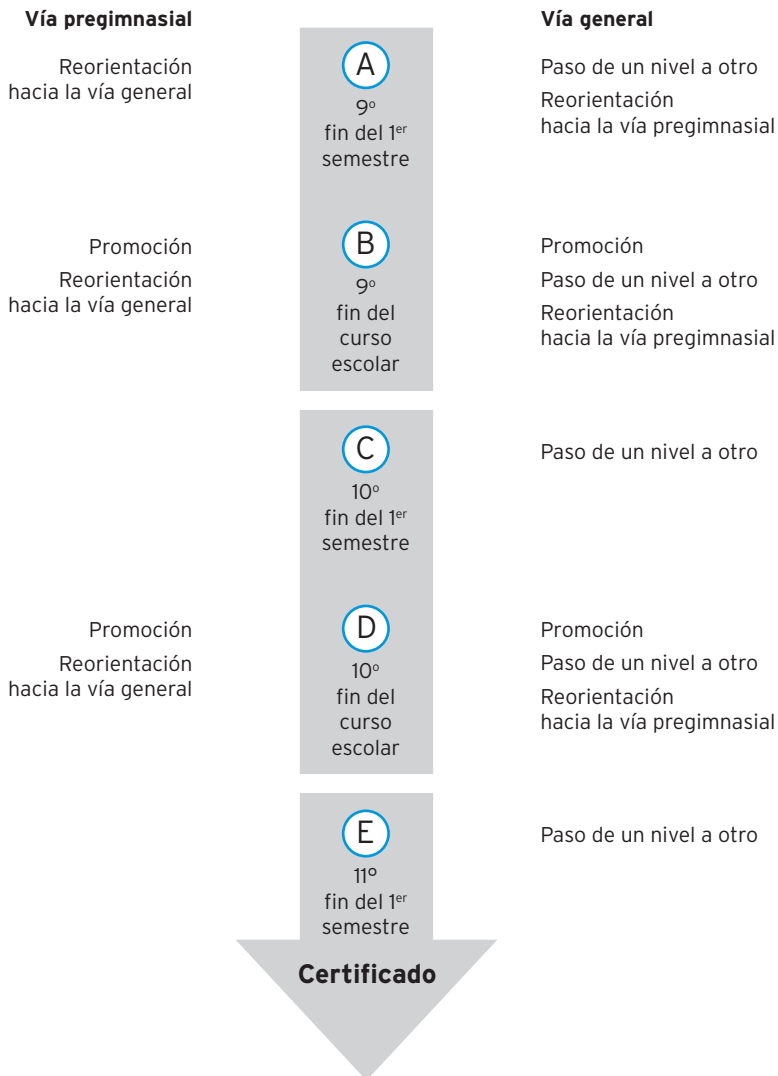 Vía pregimnasial
Vía general
Reorientación
hacia la vía general
A
9º
fin del 1er
semestre
Paso de un nivel a otro
Reorientación
hacia la vía pregimnasial
Promoción
Reorientación
hacia la vía general
B
9º
fin del
curso
escolar
Promoción
Paso de un nivel a otro
Reorientación
hacia la vía pregimnasial
C
10º
fin del 1er
semestre
Paso de un nivel a otro
Promoción
Reorientación
hacia la vía general
D
10º
fin del
curso
escolar
Promoción
Paso de un nivel a otro
Reorientación
hacia la vía pregimnasial
E
11°
fin del 1er
semestre
Paso de un nivel a otro
Certificado